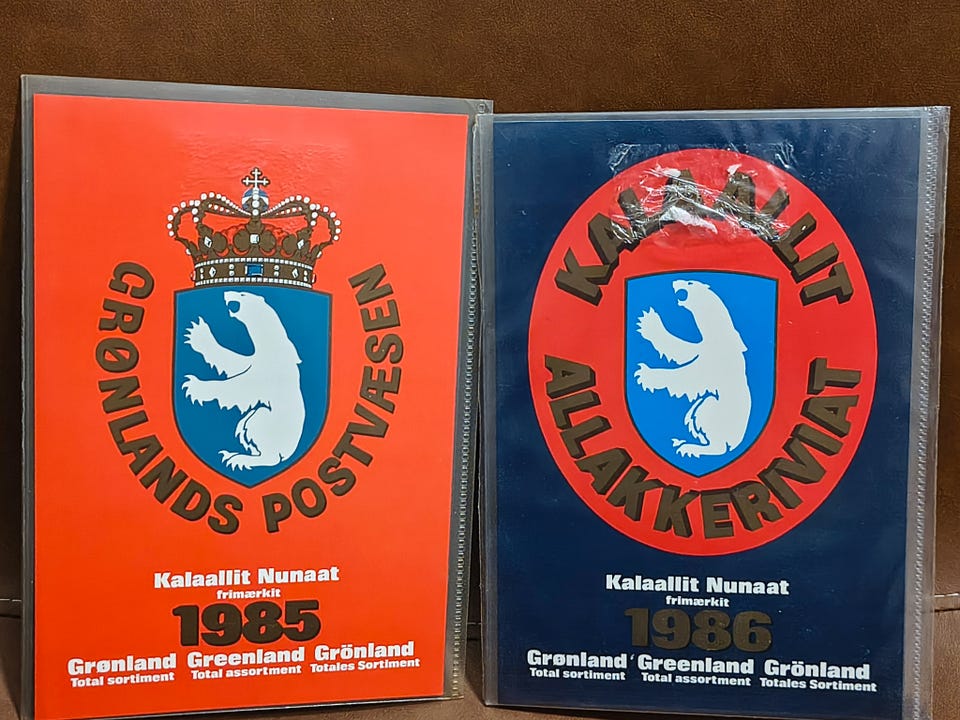 GRØNLANDS POSTVÆSEN
Kalaallit Nunaat
frimærkit
1985
Grønland Greenland Grönland
Total sortiment Total assortment Totales Sortiment
KALAALLIT
ALLAKKERIVIAT
Kalaallit Nunaat
frimærkit
1986
Grønland Greenland Grönland
Total sortiment Total assortment Totales Sortiment